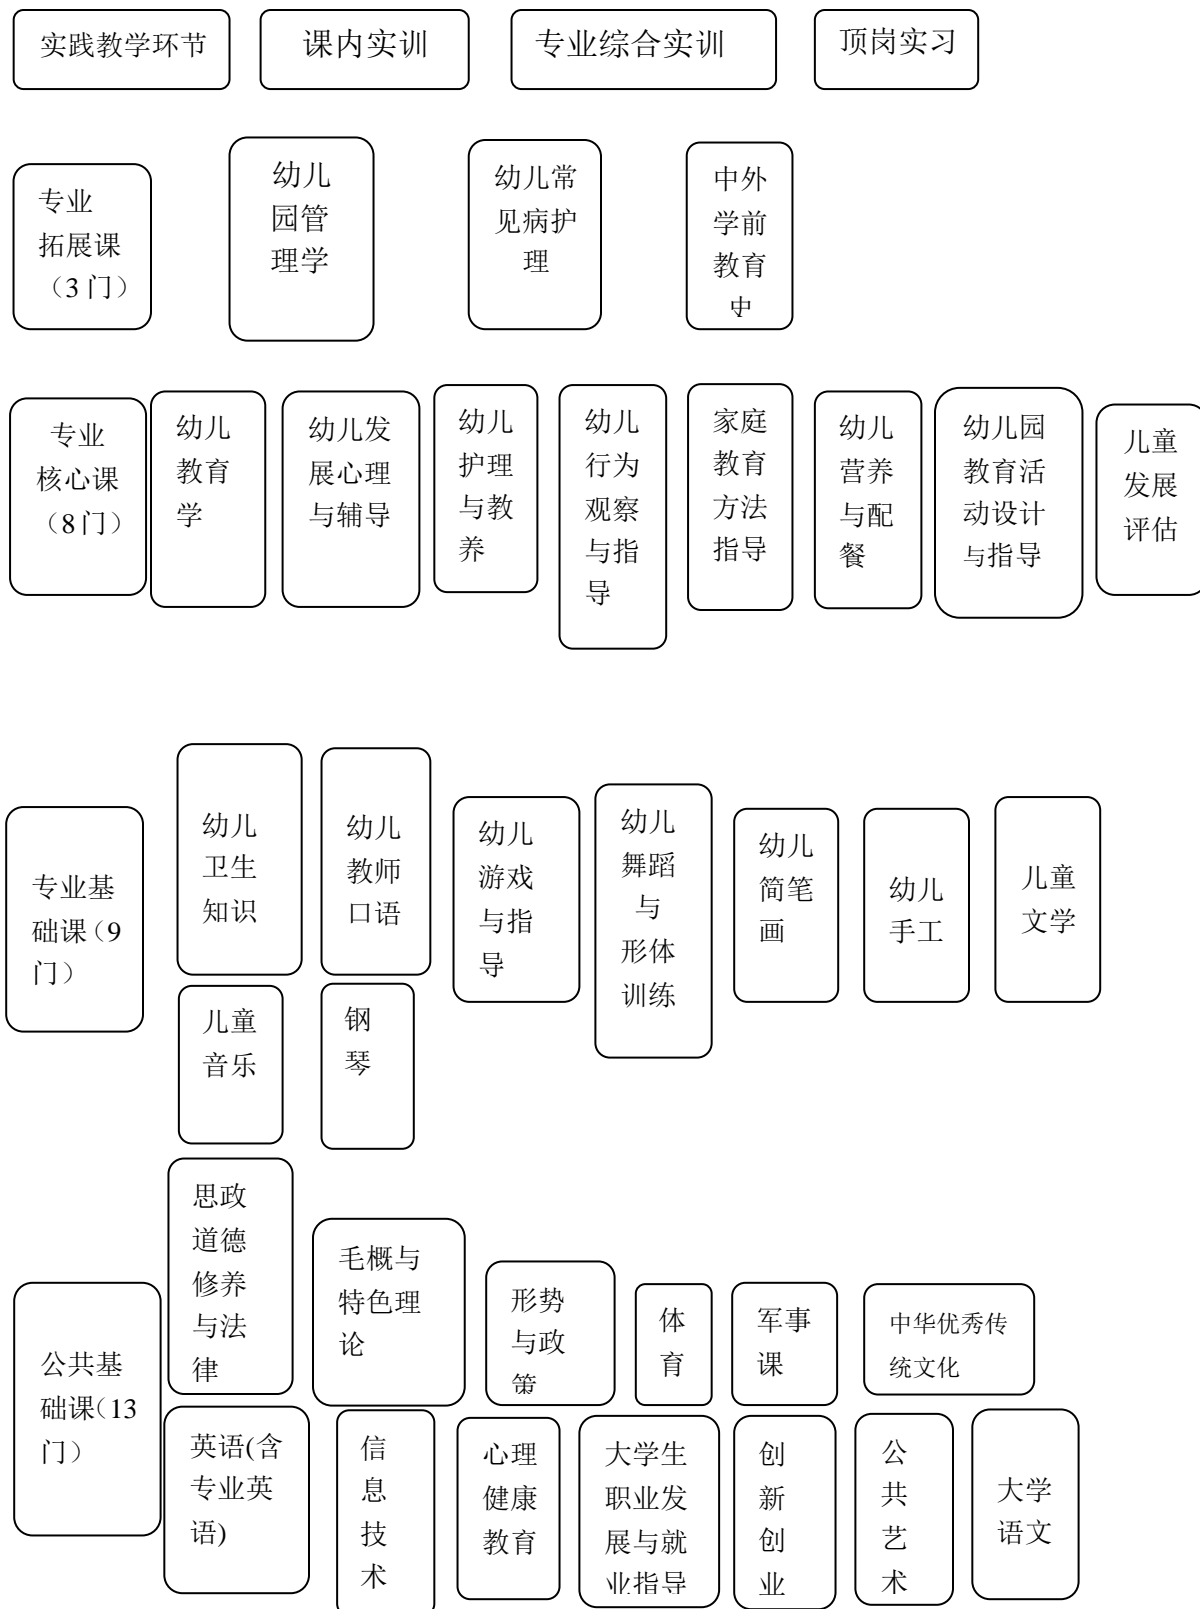 实践教学环节
课内实训
专业综合实训
顶岗实习
专业
拓展课
（3门）
幼儿
园管
理学
幼儿常
见病护
理
中外
学前
教育
专业
核心课
（8门）
幼儿
教育
学
幼儿发
展心理
与辅导
幼儿
护理
与教
养
幼儿
行为
观察
与指
导
家庭
教育
方法
指导
幼儿
营养
与配
餐
幼儿园
教育活
动设计
与指导
儿童
发展
评估
专业基
础课（9
门）
幼儿
卫生
知识
幼儿
教师
口语
幼儿
游戏
与指
导
幼儿
舞蹈
与
形体
训练
幼儿
简笔
画
幼儿
手工
儿童
文学
儿童
音乐
钢
琴
公共基
础课（13
门）
思政
道德
修养
与法
律
毛概与
特色理
论
形势
与政
策
体
育
军事
课
中华优秀传
统文化
英语(含
专业英
语)
信
息
技
术
心理
健康
教育
大学生
职业发
展与就
业指导
创
新
创
业
公
共
艺
术
大学
语文